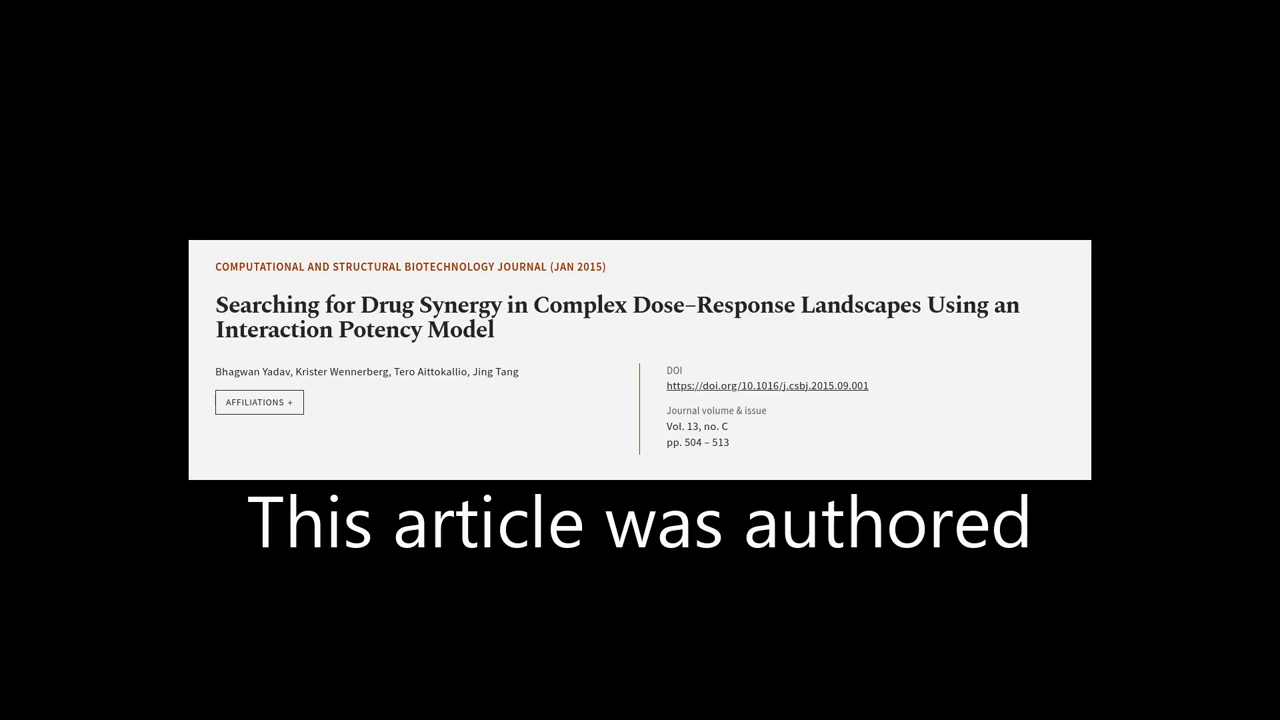 COMPUTATIONAL AND STRUCTURAL BIOTECHNOLOGY JOURNAL (JAN 2015)
Searching for Drug Synergy in Complex Dose–Response Landscapes Using an
Interaction Potency Model
Bhagwan Yadav, Krister Wennerberg, Tero Aittokallio, Jing Tang
AFFILIATIONS +
DOI
https://doi.org/10.1016/j.csbj.2015.09.001
Journal volume & issue
Vol. 13, no. C
pp. 504 – 513
This article was authored